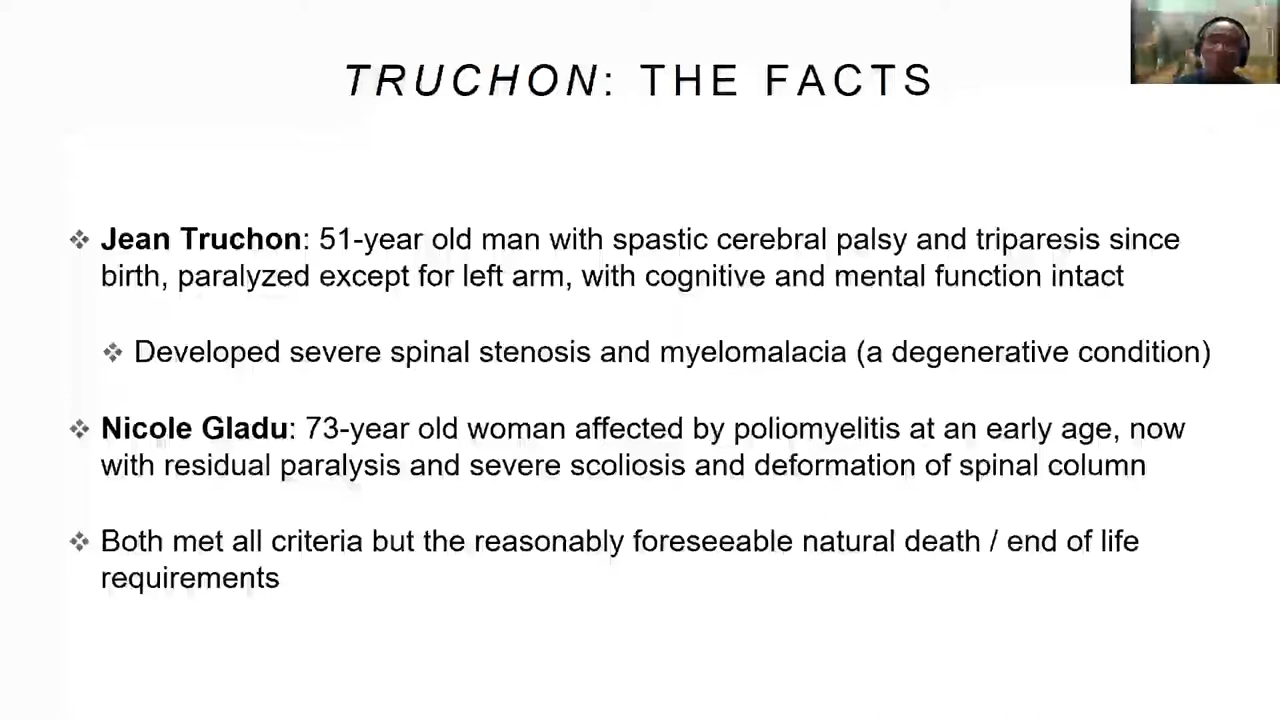 TRUCHON: THE FACTS
❖ Jean Truchon: 51-year old man with spastic cerebral palsy and triparesis since
birth, paralyzed except for left arm, with cognitive and mental function intact
❖ Developed severe spinal stenosis and myelomalacia (a degenerative condition)
❖ Nicole Gladu: 73-year old woman affected by poliomyelitis at an early age, now
with residual paralysis and severe scoliosis and deformation of spinal column
❖ Both met all criteria but the reasonably foreseeable natural death / end of life
requirements